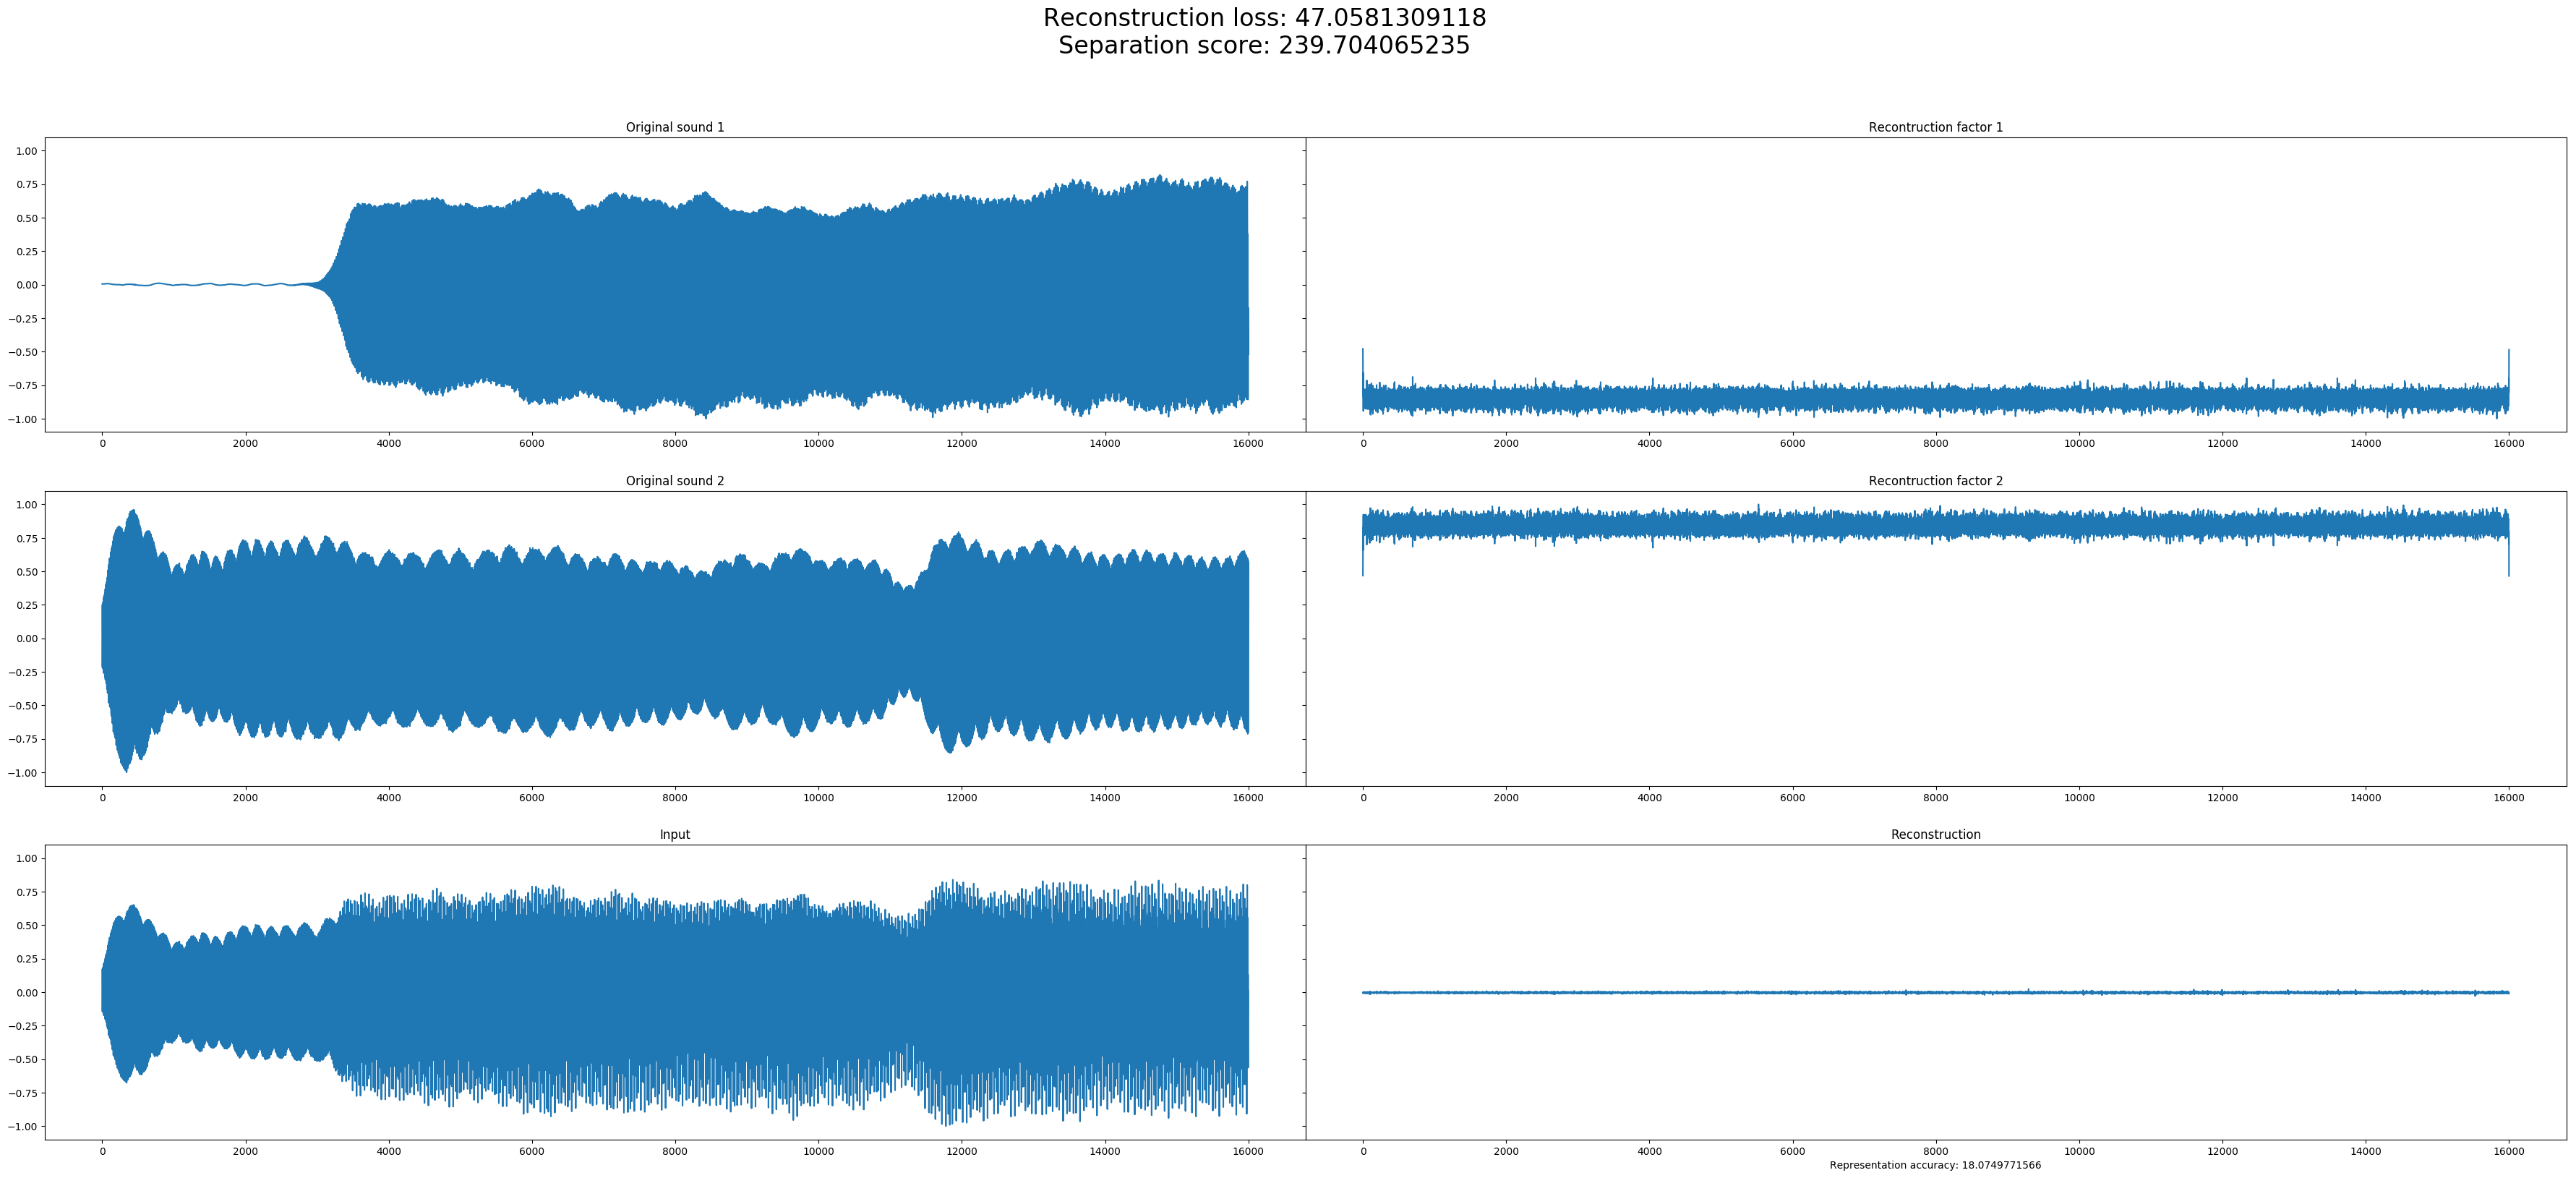 Reconstruction loss: 47.0581309118
Separation score: 239.704065235
Original sound 1
Recontruction factor 1
1.00
0.75
0.50
0.25
0.00
−0.25
−0.50
−0.75
−1.00
0 2000 4000 6000 8000 10000 12000 14000 16000
0 2000 4000 6000 8000 10000 12000 14000 16000
Original sound 2
Recontruction factor 2
1.00
0.75
0.50
0.25
0.00
−0.25
−0.50
−0.75
−1.00
0 2000 4000 6000 8000 10000 12000 14000 16000
0 2000 4000 6000 8000 10000 12000 14000 16000
Input
Reconstruction
1.00
0.75
0.50
0.25
0.00
−0.25
−0.50
−0.75
−1.00
0 2000 4000 6000 8000 10000 12000 14000 16000
0 2000 4000 6000 8000 10000 12000 14000 16000
Representation accuracy: 18.0749771566